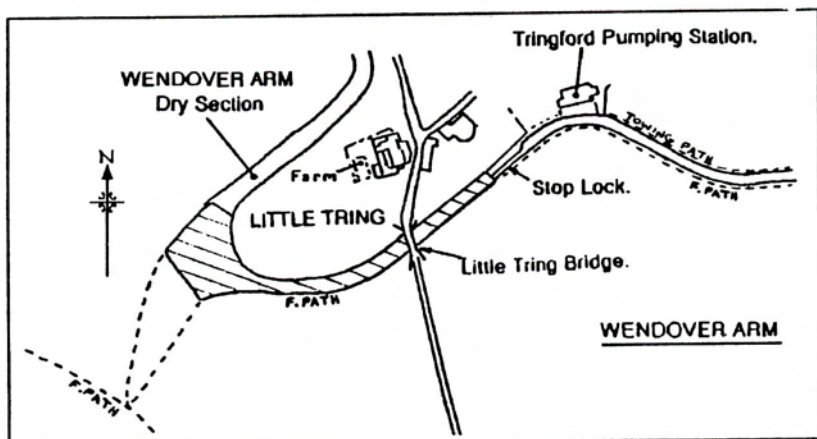 Tringford Pumping Station.
WENDOVER ARM
Dry Section
TOWING PATH
F.PATH
N
Farm
Stop Lock.
LITTLE TRING
Little Tring Bridge.
F.PATH
WENDOVER ARM
F.PATH